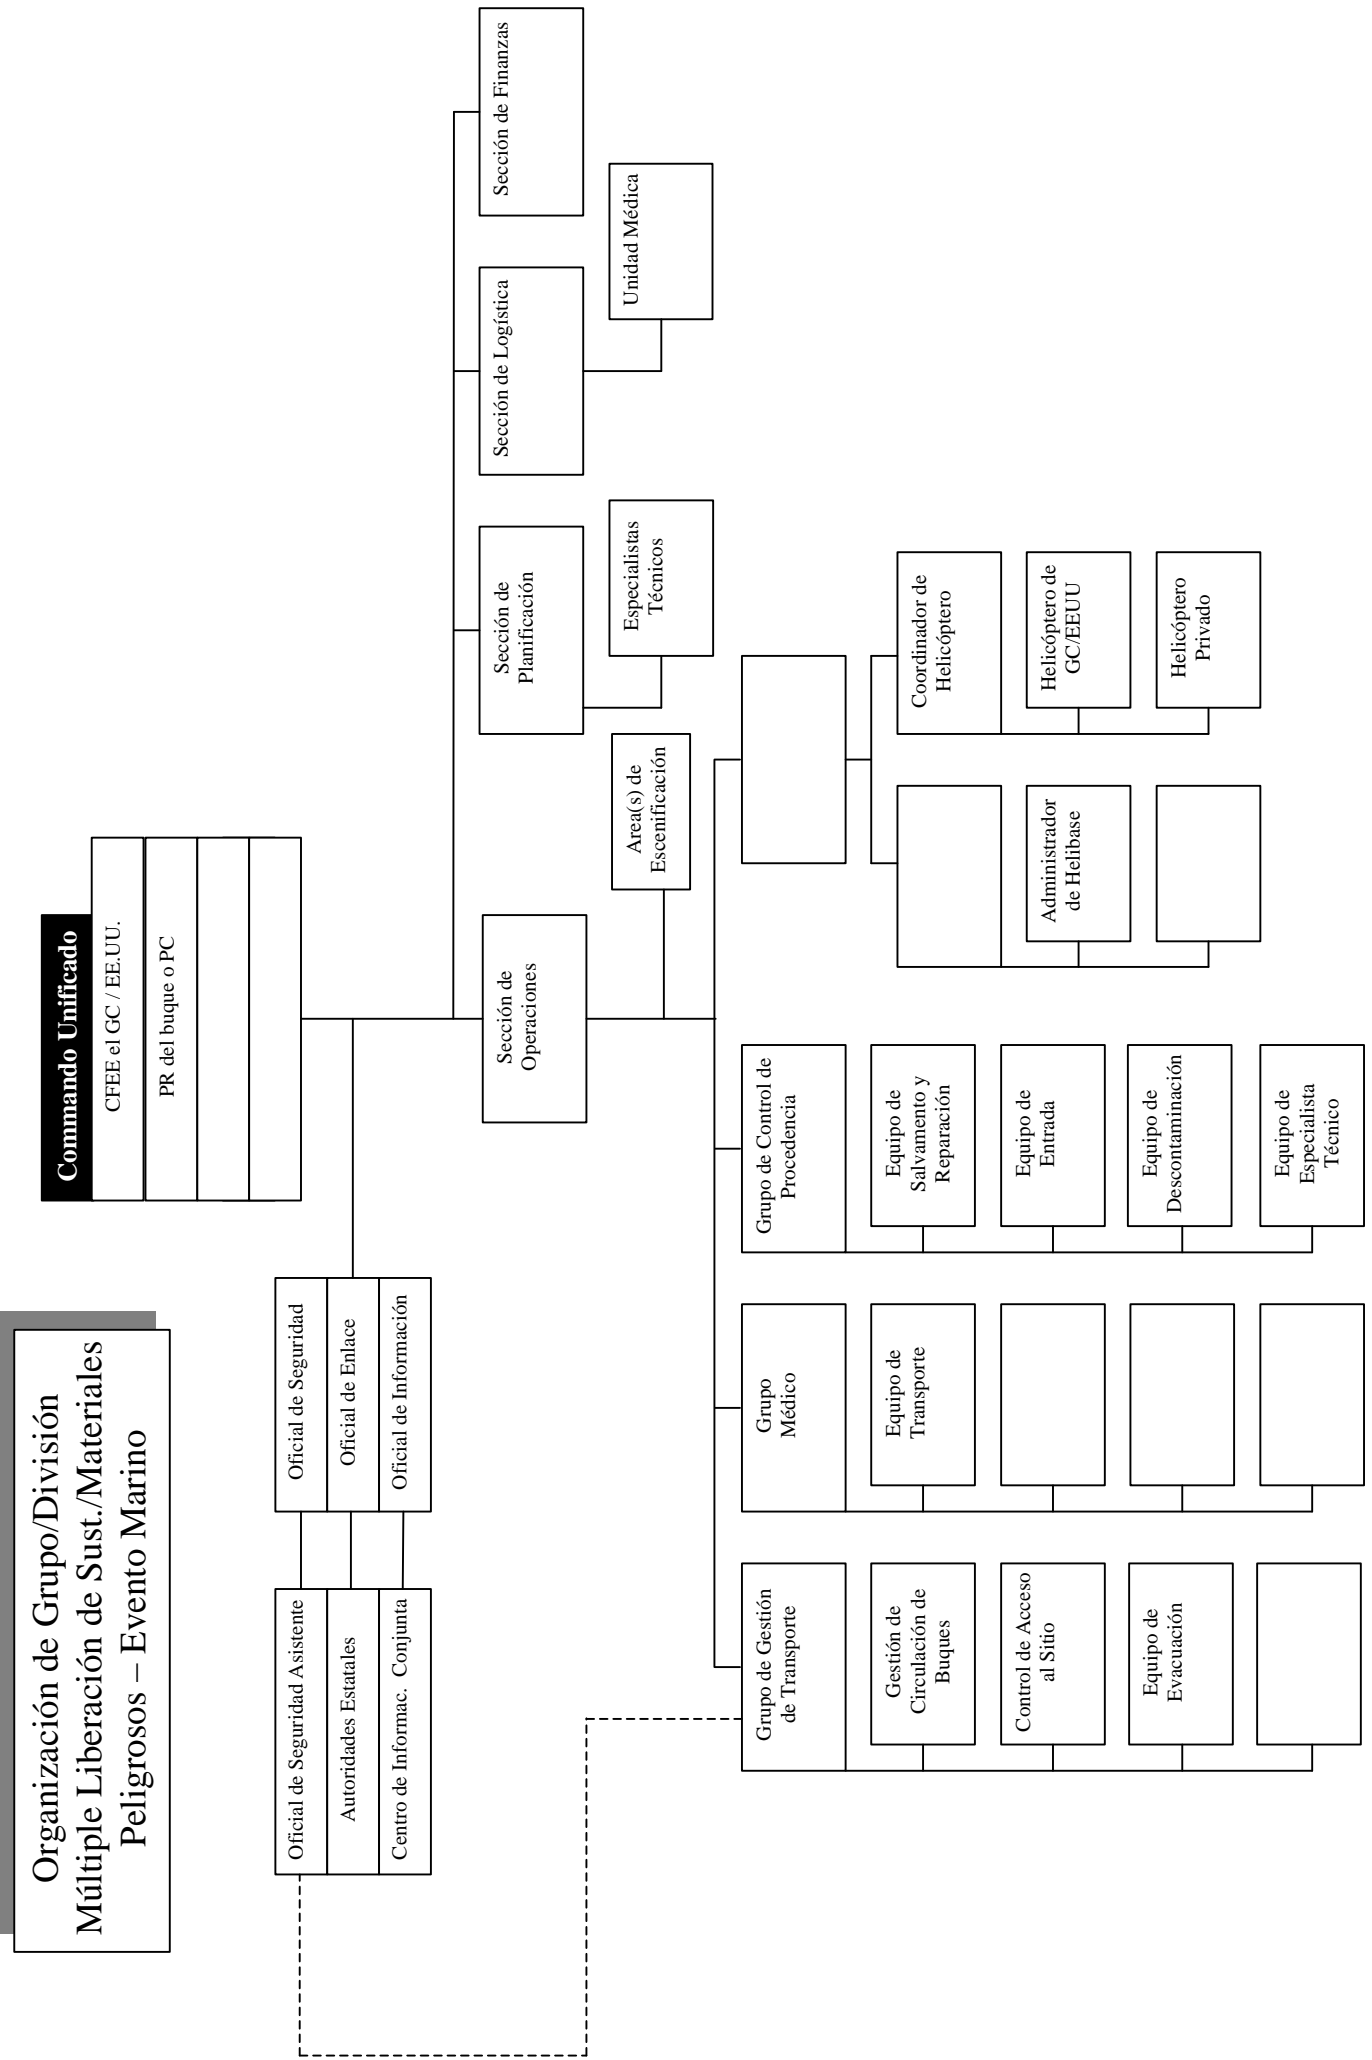 Organización de Grupo/División
Múltiple Liberación de Sust./Materiales
Peligrosos – Evento Marino
Commando Unificado
CFEE el GC / EE.UU.
PR del buque o PC
Oficial de Seguridad Asistente
Autoridades Estatales
Centro de Informac. Conjunta
Oficial de Seguridad
Oficial de Enlace
Oficial de Información
Sección de
Operaciones
Sección de
Planificación
Sección de Logística
Sección de Finanzas
Area(s) de
Escenificación
Especialistas
Técnicos
Unidad Médica
Grupo de Gestión
de Transporte
Gestión de
Circulación de
Buques
Control de Acceso
al Sitio
Equipo de
Evacuación
Grupo
Médico
Equipo de
Transporte
Grupo de Control de
Procedencia
Equipo de
Salvamento y
Reparación
Equipo de
Entrada
Equipo de
Descontaminación
Equipo de
Especialista
Técnico
Administrador
de Helibase
Coordinador de
Helicóptero
Helicóptero de
GC/EEUU
Helicóptero
Privado